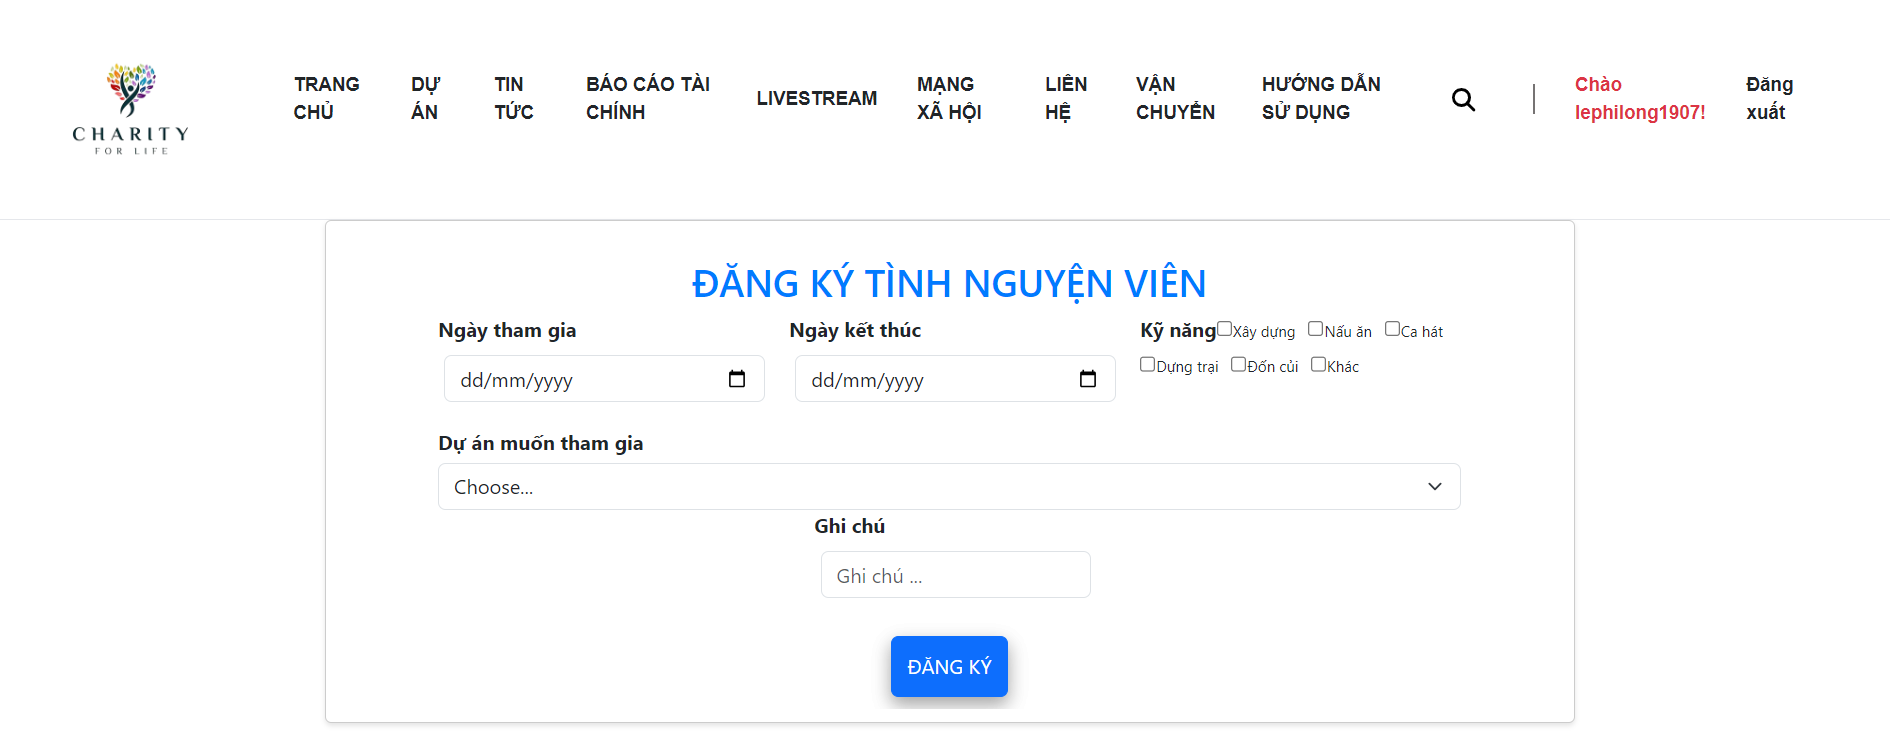 CHARITY
FOR LIFE
TRANG CHỦ
DỰ ÁN
TIN TỨC
BÁO CÁO TÀI CHÍNH
LIVESTREAM
MẠNG XÃ HỘI
LIÊN HỆ
VẬN CHUYỂN
HƯỚNG DẪN SỬ DỤNG
|
Chào lephilong1907!
Đăng xuất
ĐĂNG KÝ TÌNH NGUYỆN VIÊN
Ngày tham gia
dd/mm/yyyy
Ngày kết thúc
dd/mm/yyyy
Kỹ năng Xây dựng Nấu ăn Ca hát
Dựng trại Đốn củi Khác
Dự án muốn tham gia
Choose...
Ghi chú
Ghi chú ...
ĐĂNG KÝ